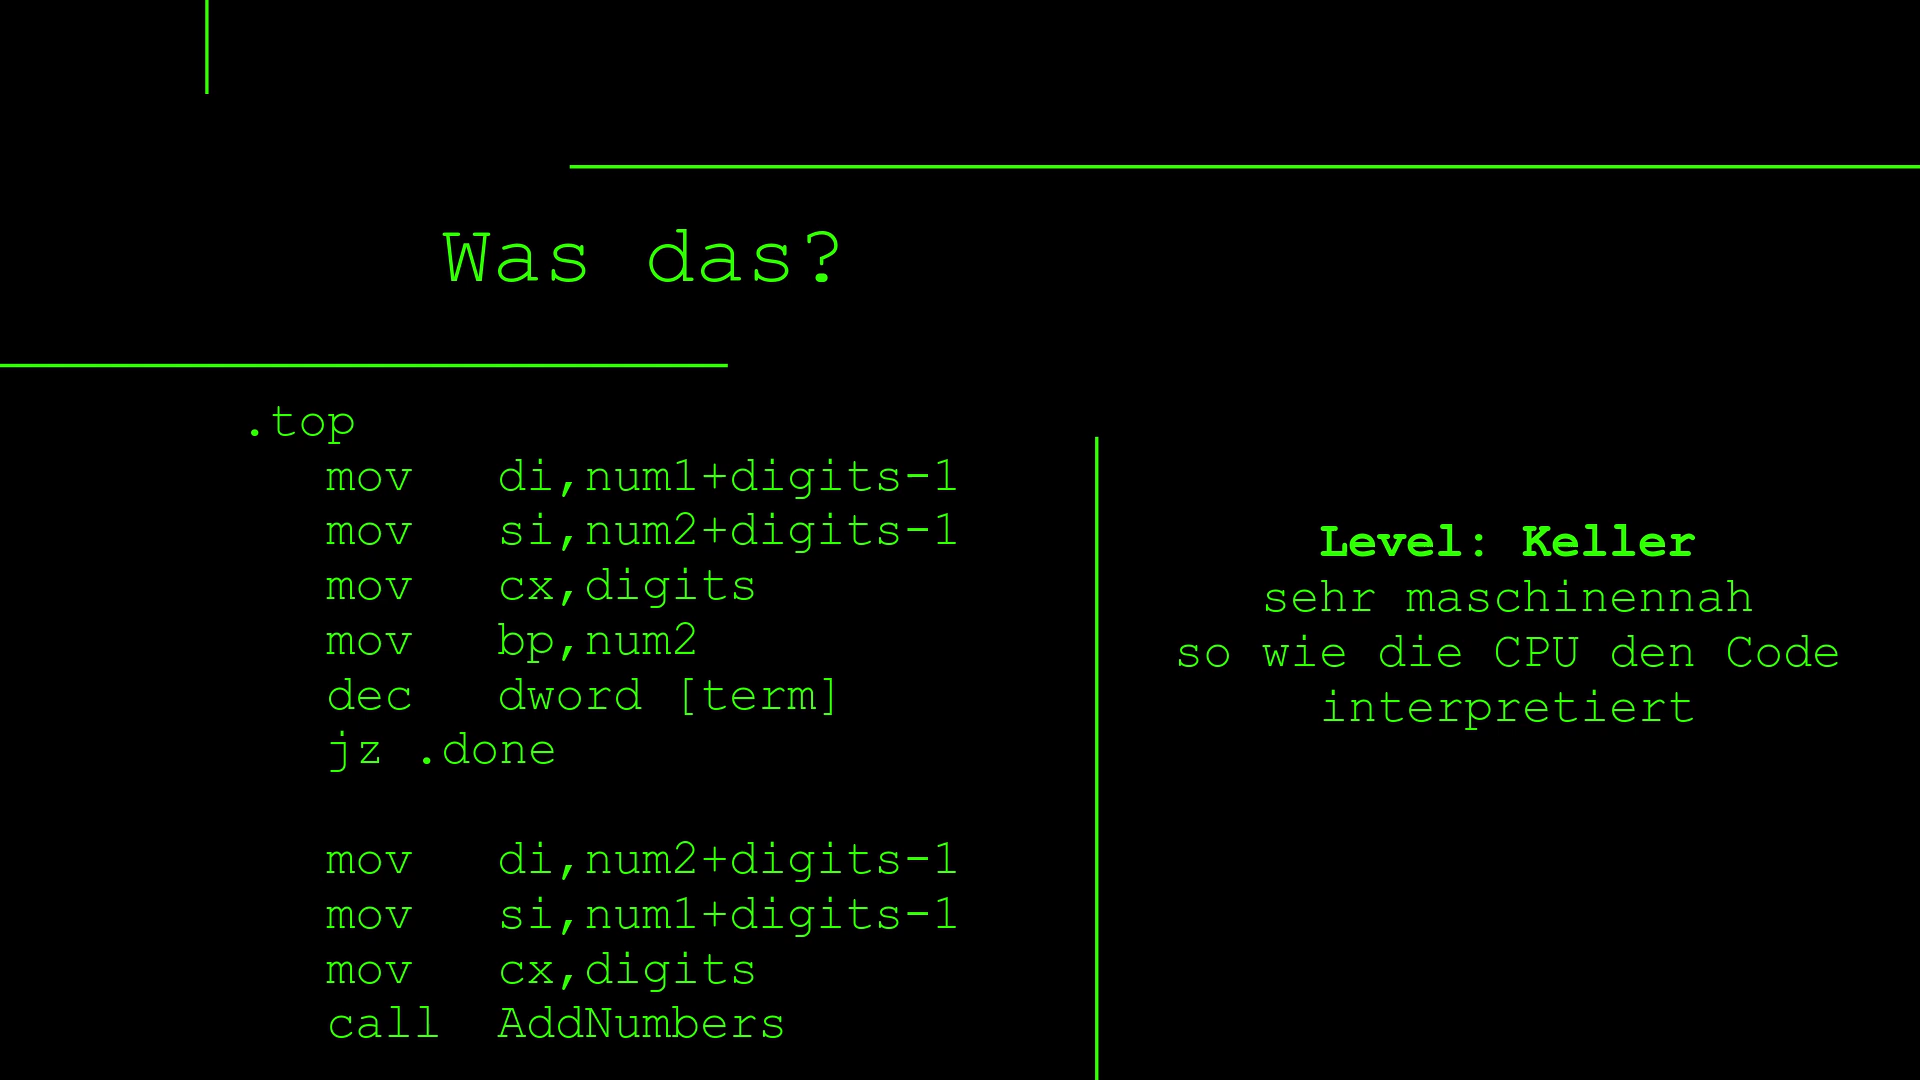 Was das?
.top
mov   di,num1+digits-1
mov   si,num2+digits-1
mov   cx,digits
mov   bp,num2
dec   dword [term]
jz .done
mov   di,num2+digits-1
mov   si,num1+digits-1
mov   cx,digits
call  AddNumbers
Level: Keller
sehr maschinennah
so wie die CPU den Code
interpretiert